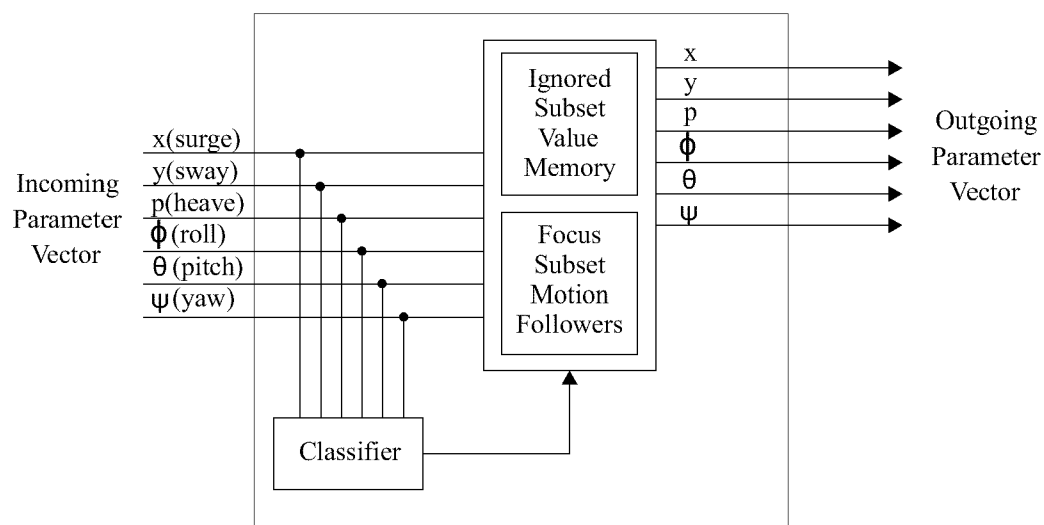 Incoming
Parameter
Vector
x(surge)
y(sway)
p(heave)
ϕ(roll)
θ(pitch)
ψ(yaw)
Classifier
Ignored
Subset
Value
Memory
Focus
Subset
Motion
Followers
x
y
p
ϕ
θ
ψ
Outgoing
Parameter
Vector